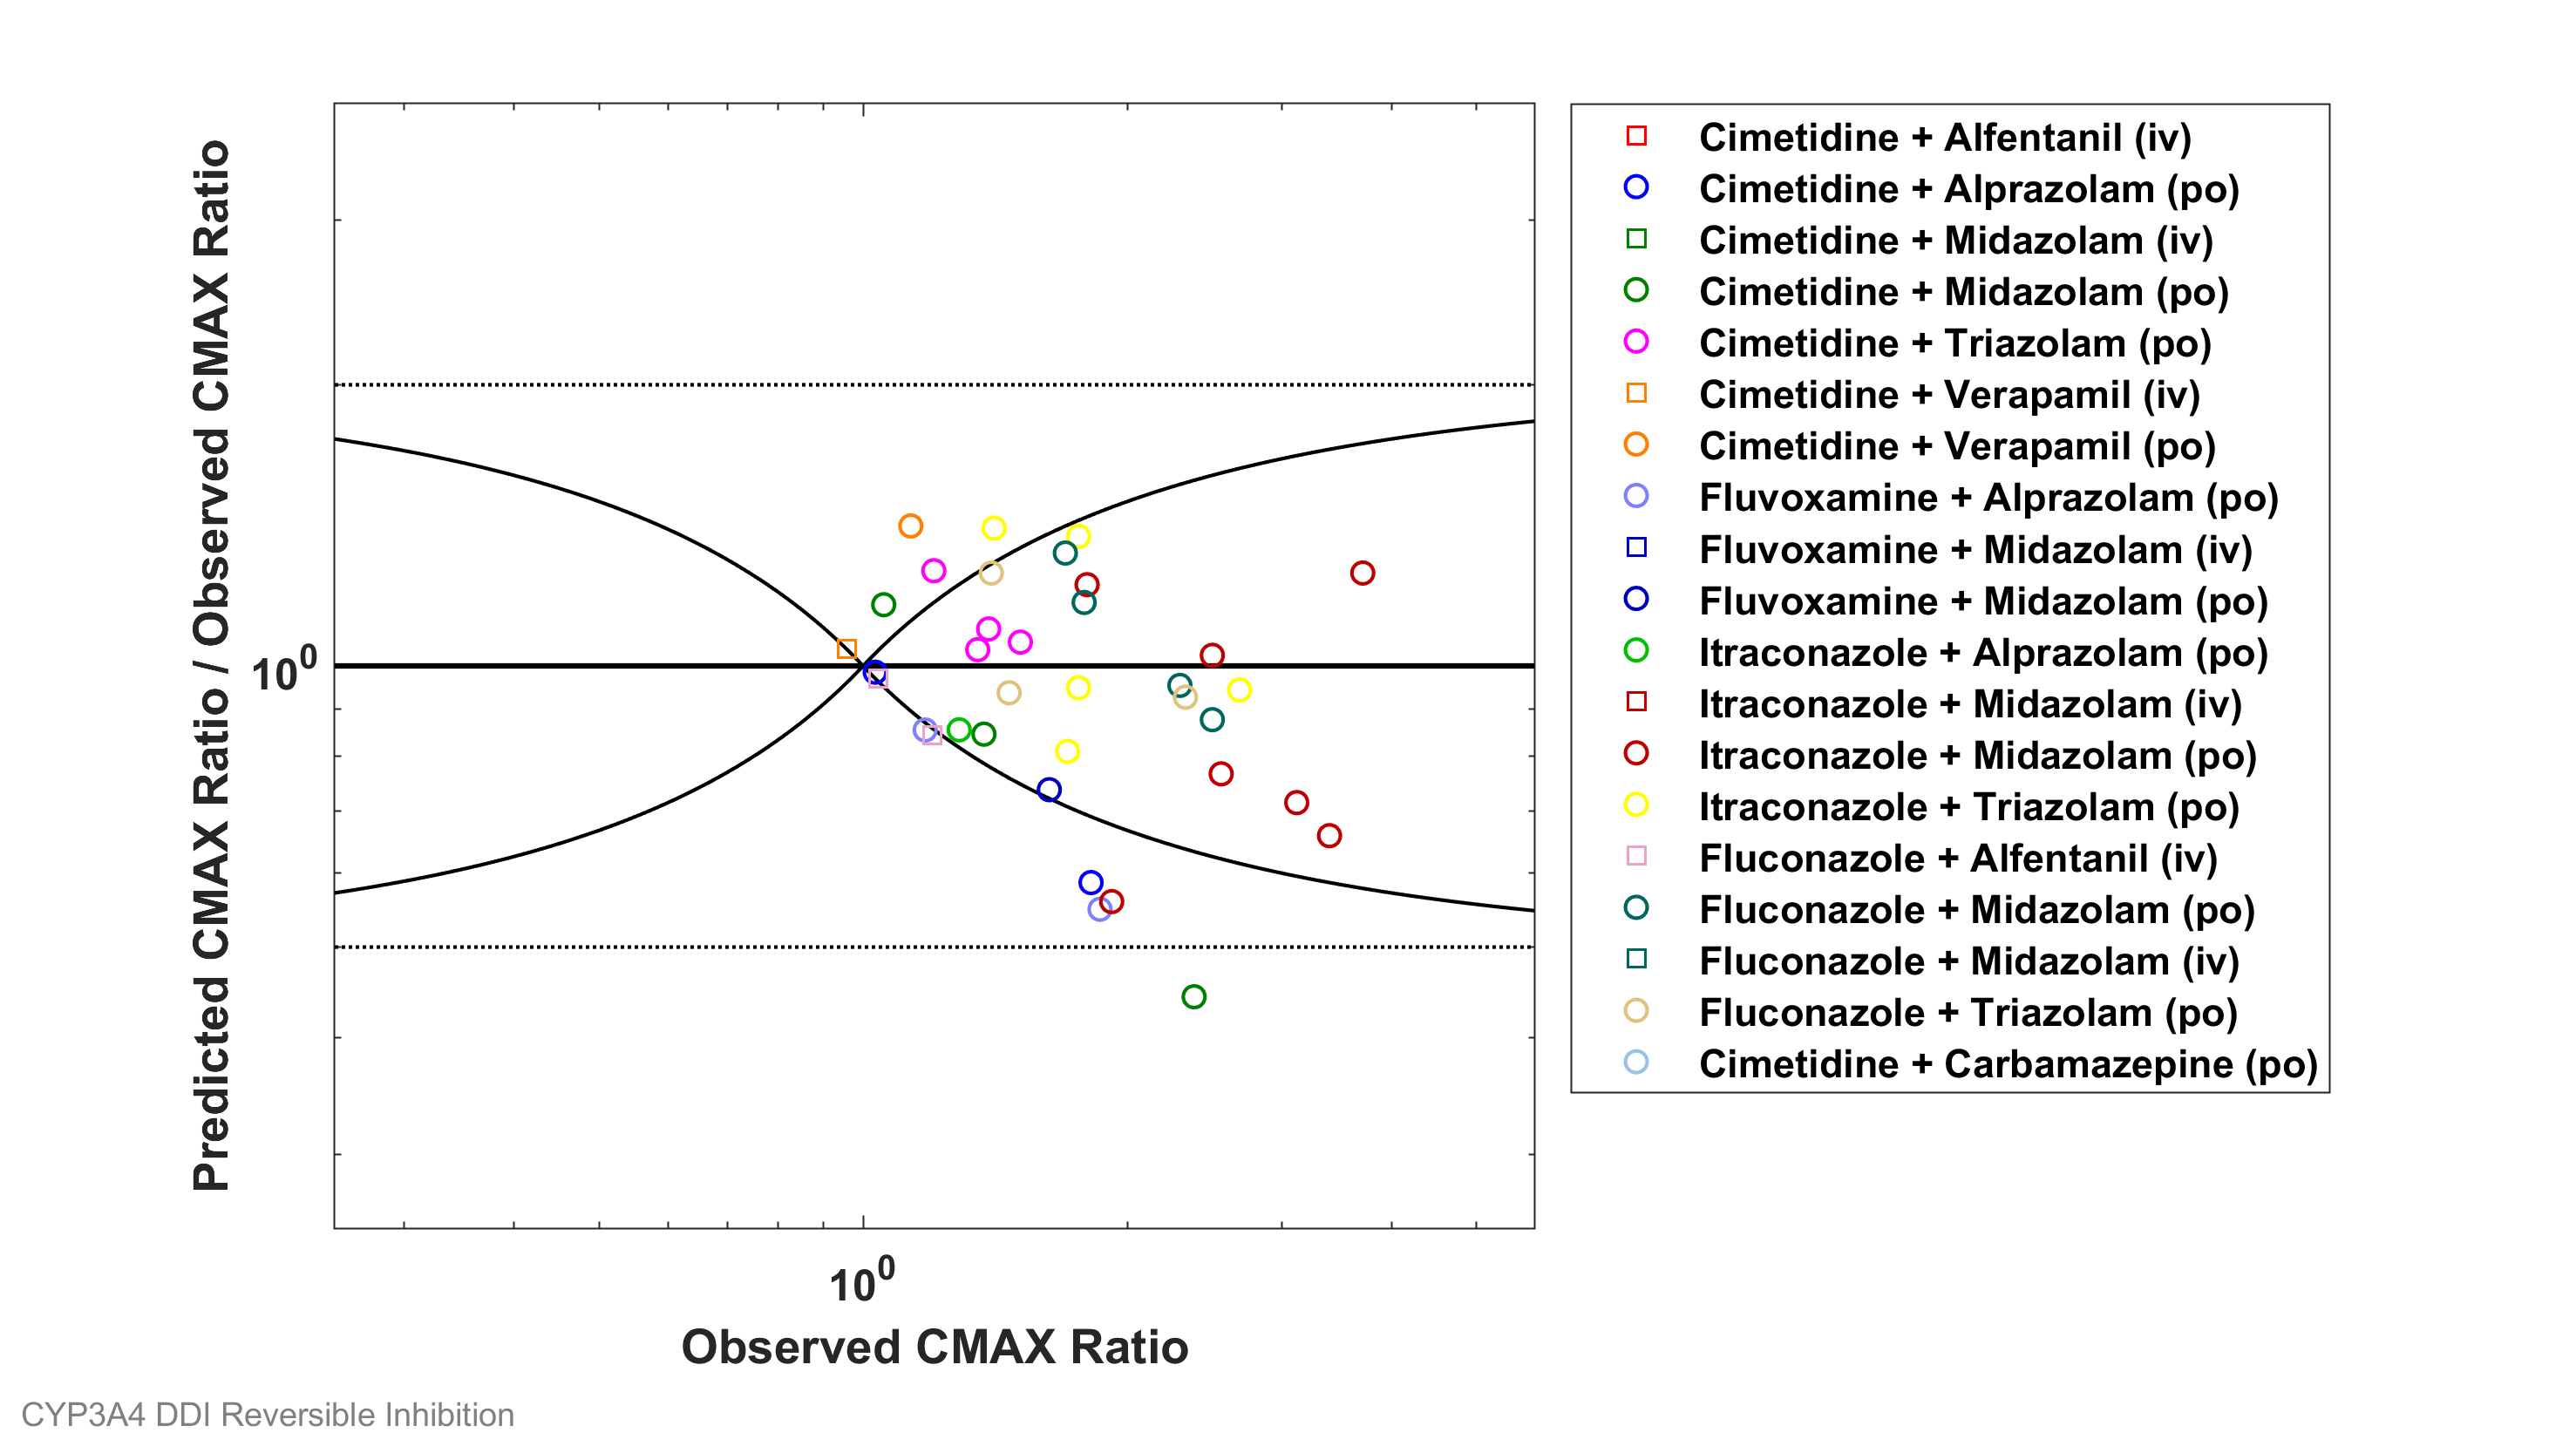 Predicted CMAX Ratio / Observed CMAX Ratio
10^0
10^0
Observed CMAX Ratio
Cimetidine + Alfentanil (iv)
Cimetidine + Alprazolam (po)
Cimetidine + Midazolam (iv)
Cimetidine + Midazolam (po)
Cimetidine + Triazolam (po)
Cimetidine + Verapamil (iv)
Cimetidine + Verapamil (po)
Fluvoxamine + Alprazolam (po)
Fluvoxamine + Midazolam (iv)
Fluvoxamine + Midazolam (po)
Itraconazole + Alprazolam (po)
Itraconazole + Midazolam (iv)
Itraconazole + Midazolam (po)
Itraconazole + Triazolam (po)
Fluconazole + Alfentanil (iv)
Fluconazole + Midazolam (po)
Fluconazole + Midazolam (iv)
Fluconazole + Triazolam (po)
Cimetidine + Carbamazepine (po)
CYP3A4 DDI Reversible Inhibition